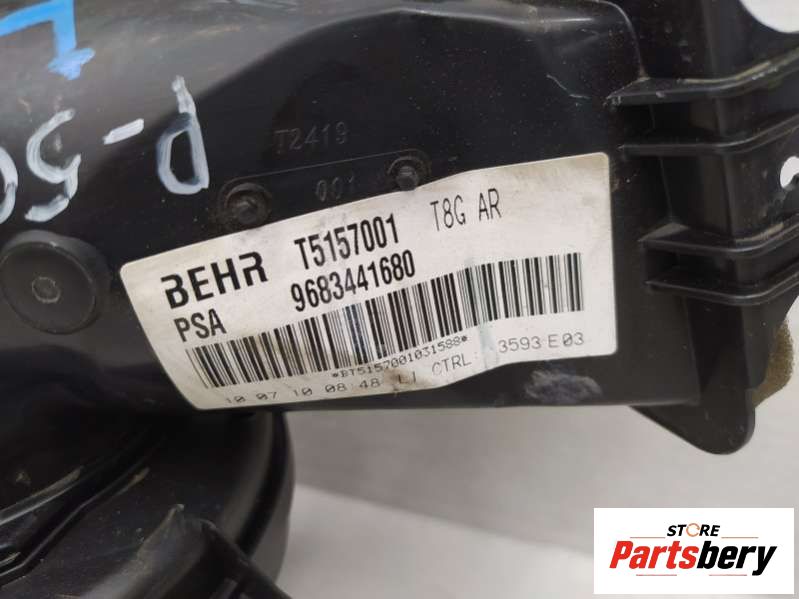 P-50
T2419
001
BEHR T5157001 T8G AR
PSA 9683441680
*BT5157001031588*
10 07 10 08:48 L1 CTRL: 3593 E03
STORE
Partsbery